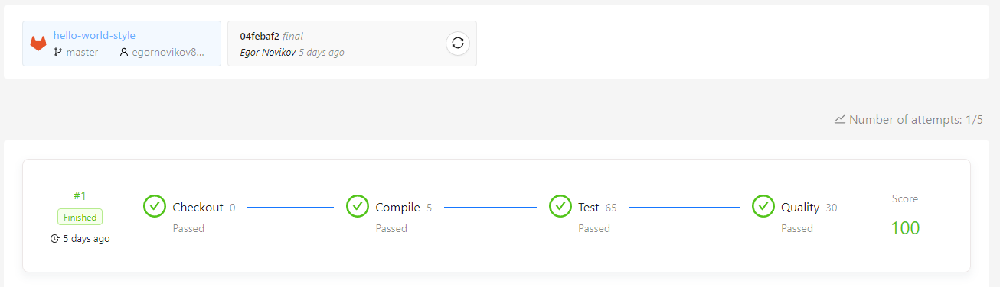 hello-world-style
master egornovikov8...
04febaf2 final
Egor Novikov 5 days ago
Number of attempts: 1/5
#1
Finished
5 days ago
Checkout 0
Passed
Compile 5
Passed
Test 65
Passed
Quality 30
Passed
Score
100